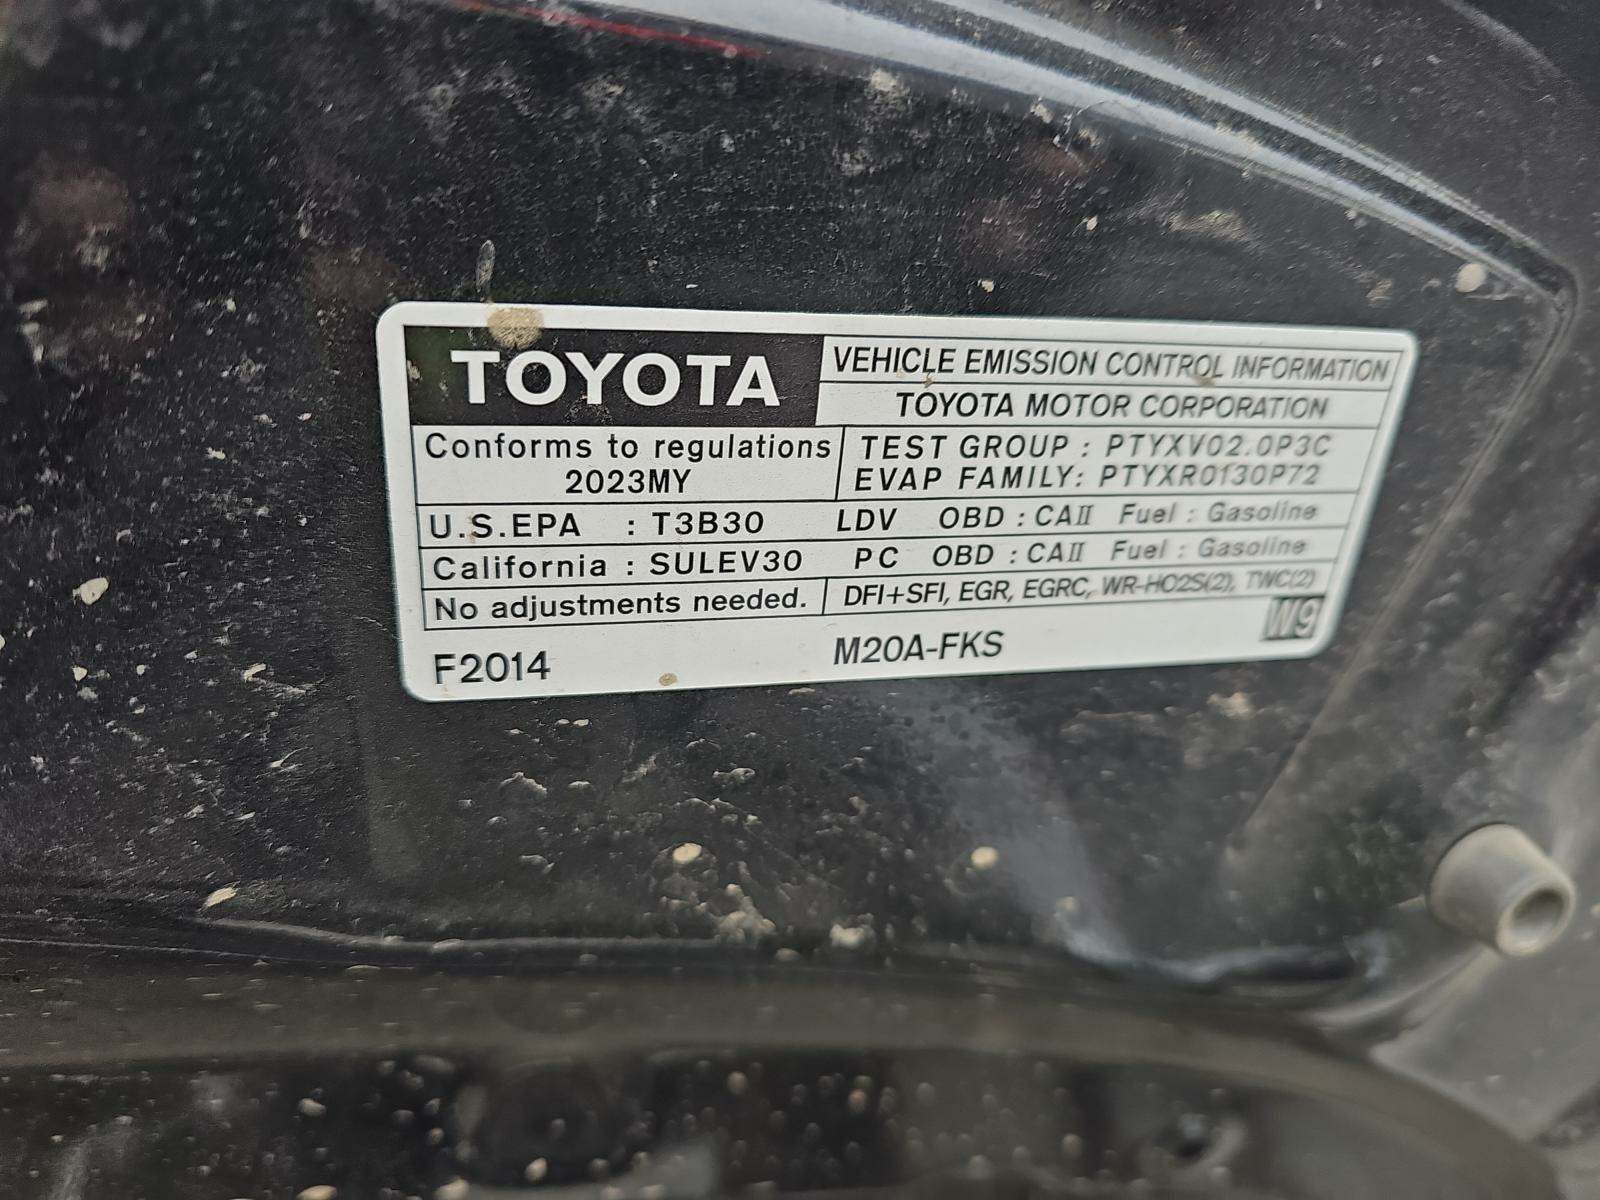 TOYOTA
VEHICLE EMISSION CONTROL INFORMATION
TOYOTA MOTOR CORPORATION
Conforms to regulations
2023MY
TEST GROUP : PTYXV02.0P3C
EVAP FAMILY: PTYXR0130P72
U.S.EPA : T3B30 LDV OBD : CAII Fuel : Gasoline
California : SULEV30 PC OBD : CAII Fuel : Gasoline
No adjustments needed. DFI+SFI, EGR, EGRC, WR-HO2S(2), TWC(2)
F2014 M20A-FKS W9